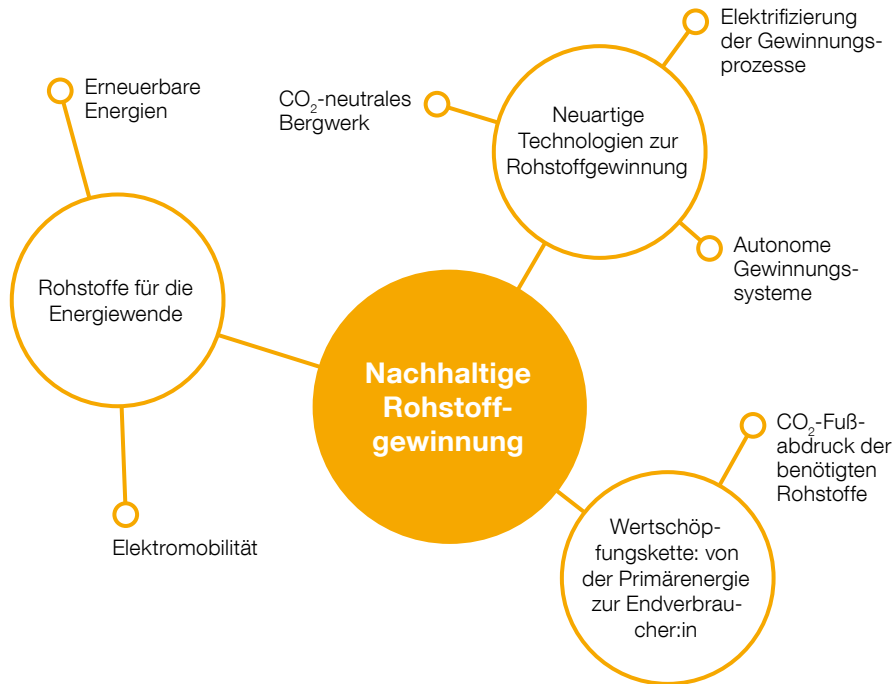 Elektrifizierung
der Gewinnungs-
prozesse
Erneuerbare
Energien
CO₂-neutrales
Bergwerk
Neuartige
Technologien zur
Rohstoffgewinnung
Autonome
Gewinnungs-
systeme
Rohstoffe für die
Energiewende
Nachhaltige
Rohstoff-
gewinnung
CO₂-Fuß-
abdruck der
benötigten
Rohstoffe
Elektromobilität
Wertschöp-
fungskette: von
der Primärenergie
zur Endverbrau-
cher:in